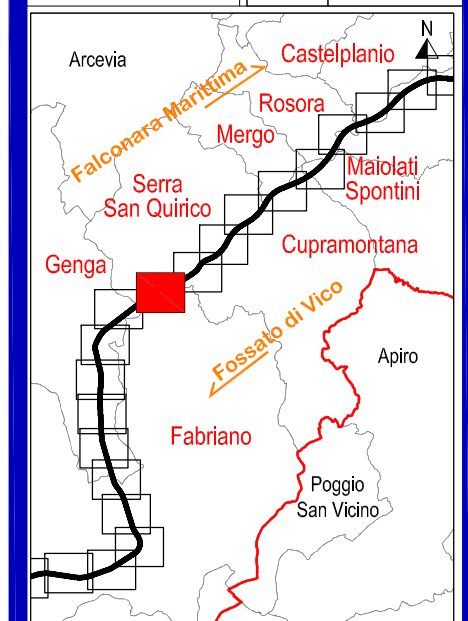 N
Arcevia
Castelplanio
Falconara Marittima
Rosora
Mergo
Maiolati
Spontini
Serra
San Quirico
Cupramontana
Genga
Fossato di Vico
Apiro
Fabriano
Poggio
San Vicino